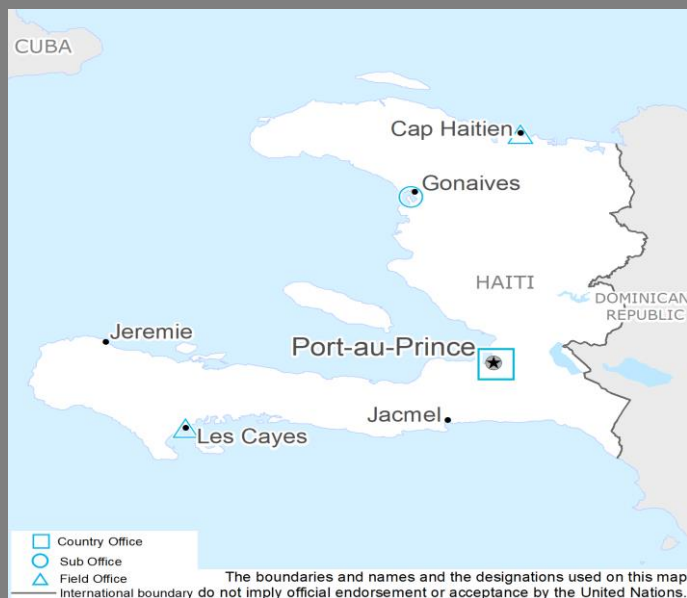 CUBA
Cap Haitien
Gonaives
HAITI
DOMINICAN
REPUBLIC
Jeremie
Port-au-Prince
Jacmel
Les Cayes
Country Office
Sub Office
Field Office
International boundary
The boundaries and names and the designations used on this map
do not imply official endorsement or acceptance by the United Nations.